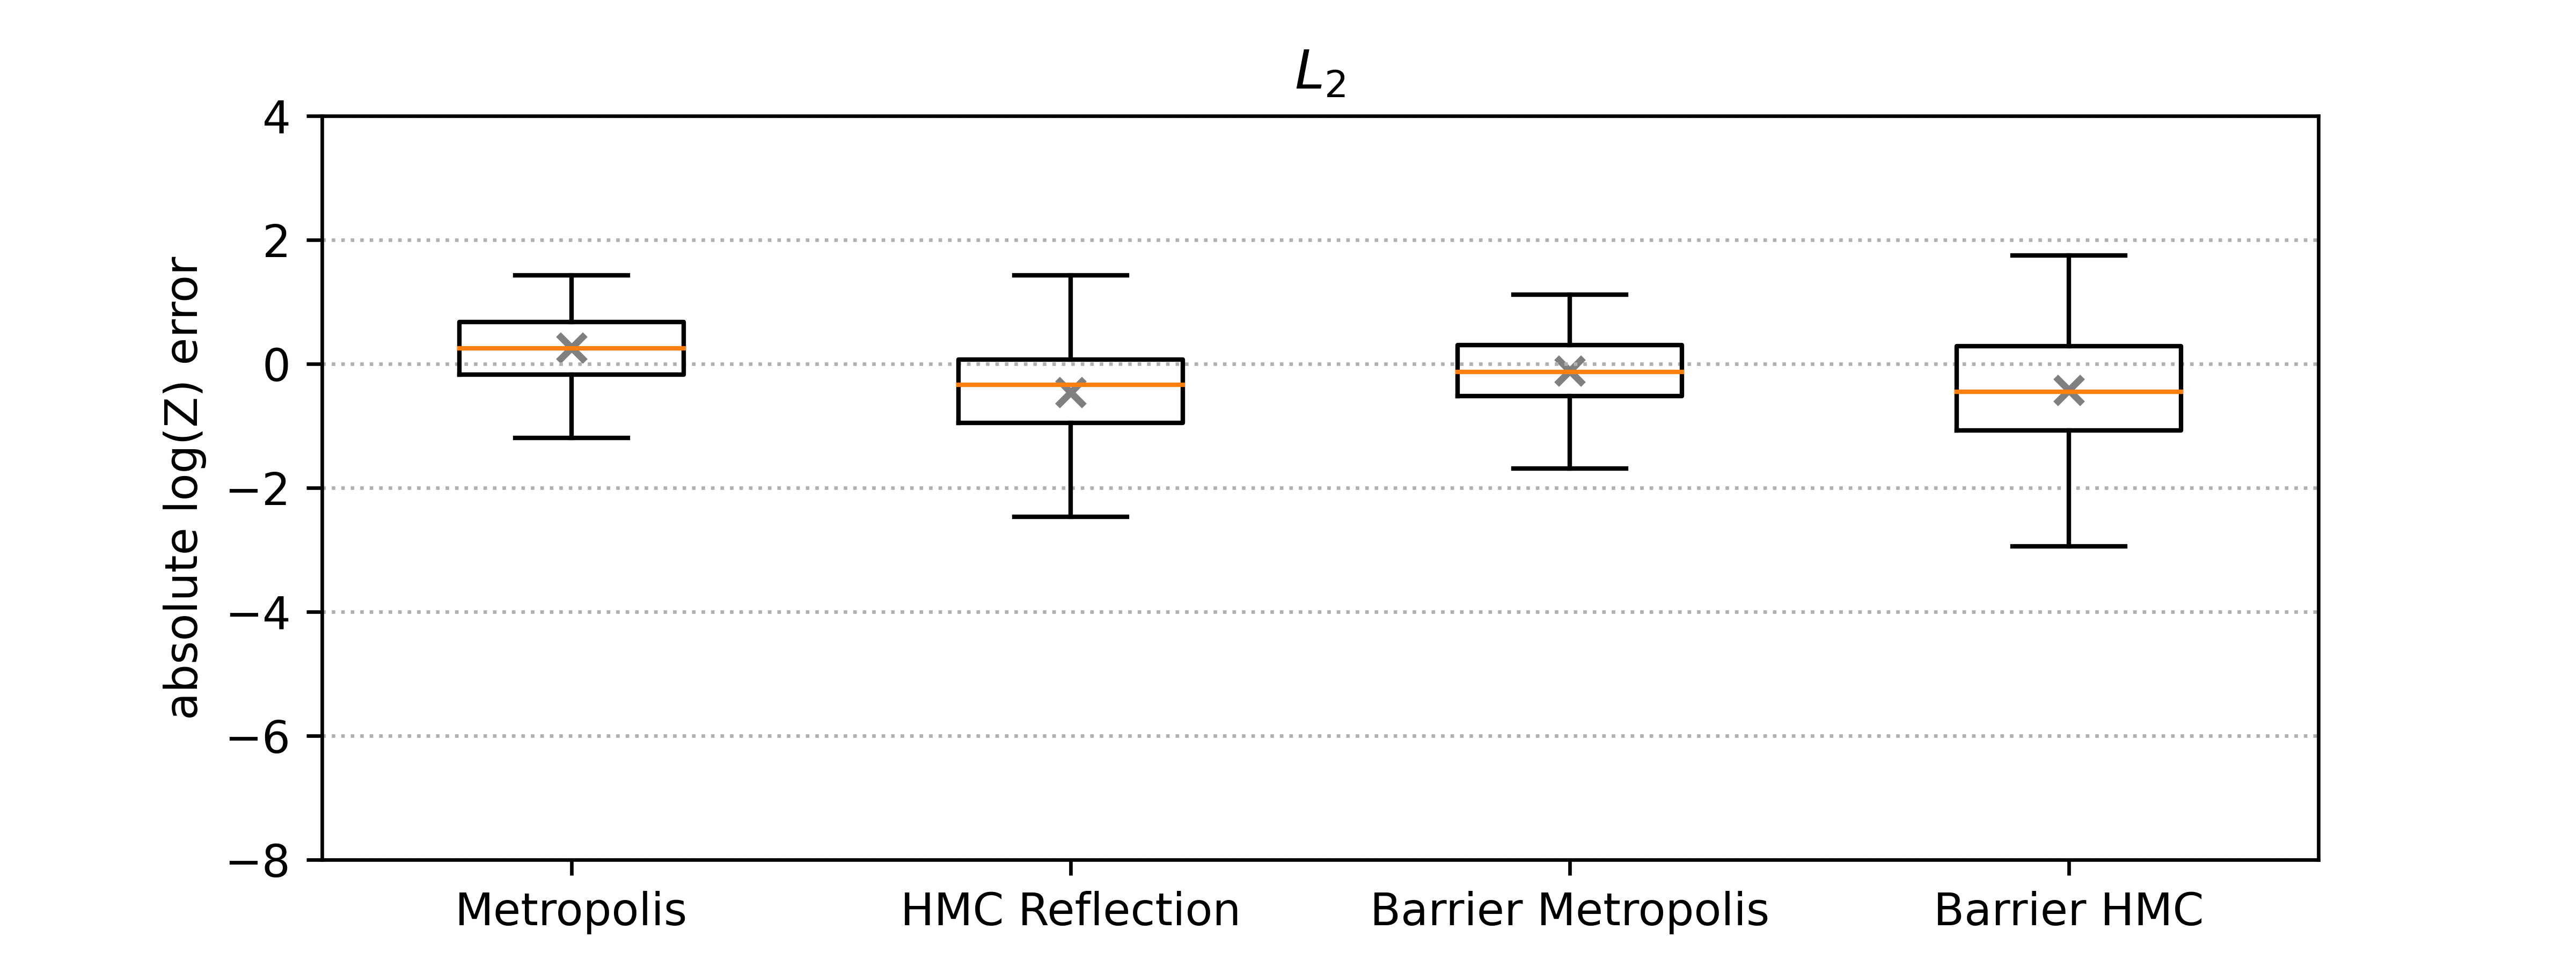 L₂
absolute log(Z) error
4
2
0
−2
−4
−6
−8
Metropolis HMC Reflection Barrier Metropolis Barrier HMC